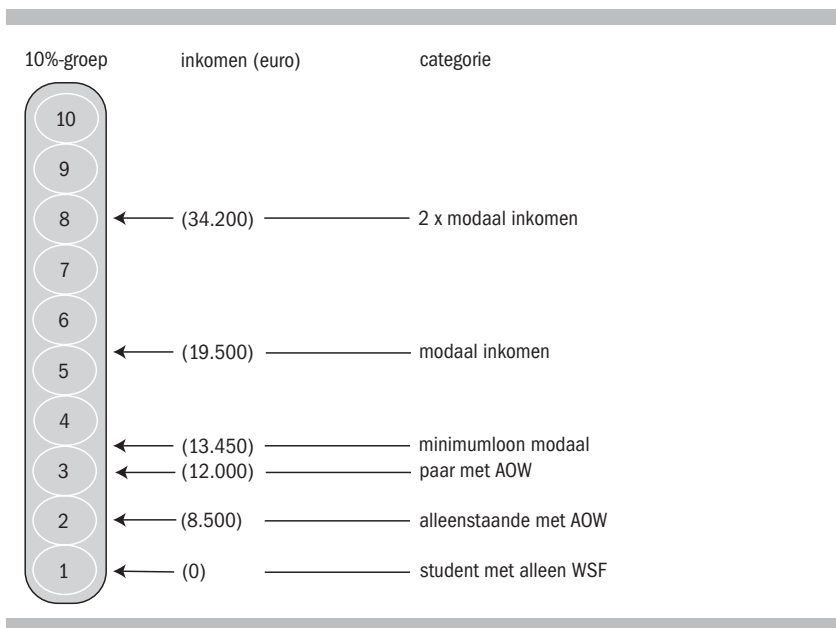 10%-groep inkomen (euro) categorie
10
9
8 (34.200) 2 x modaal inkomen
7
6
(19.500) modaal inkomen
5
4
(13.450) minimumloon modaal
3 (12.000) paar met AOW
2 (8.500) alleenstaande met AOW
1 (0) student met alleen WSF